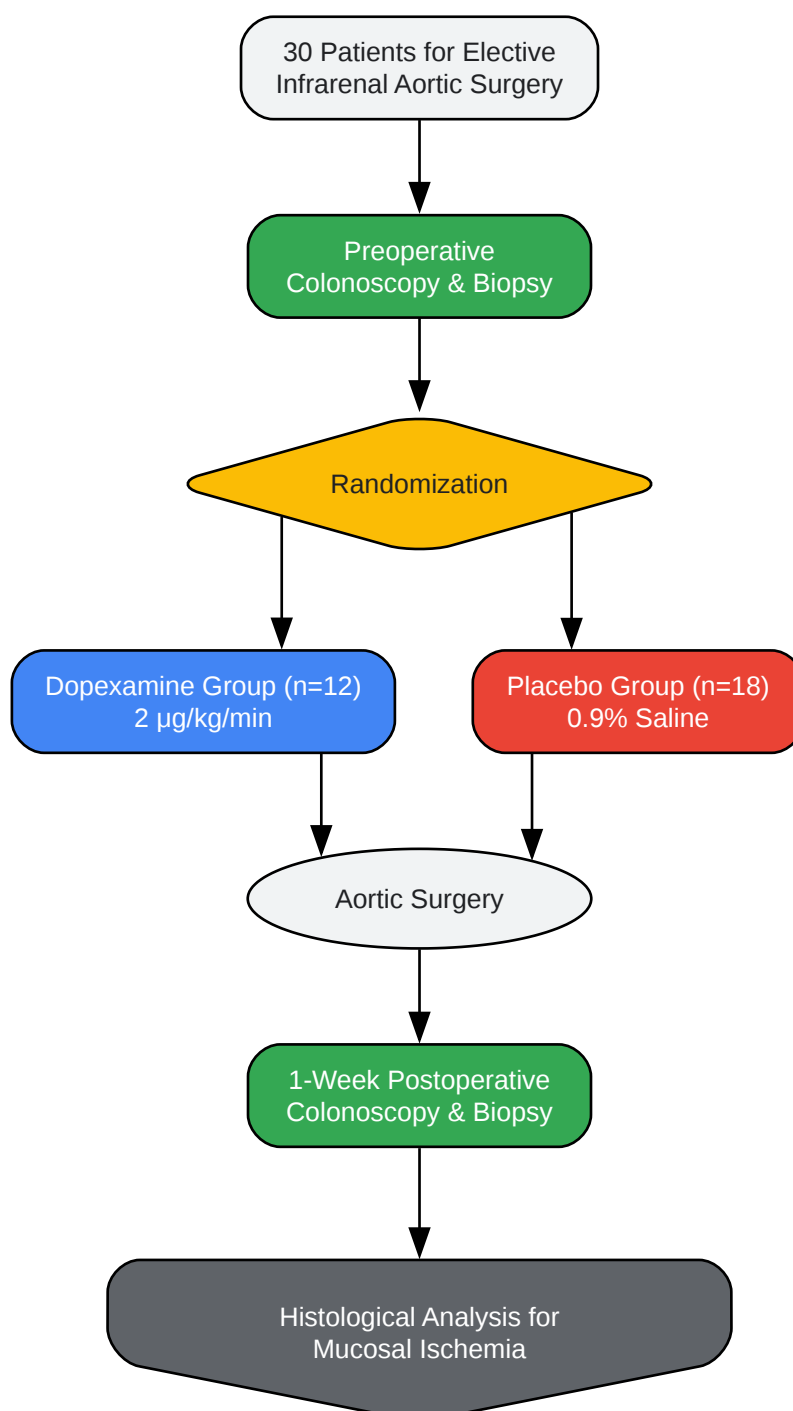 30 Patients for Elective
Infrarenal Aortic Surgery
Preoperative
Colonoscopy & Biopsy
Randomization
Dopexamine Group (n=12)
2 μg/kg/min
Placebo Group (n=18)
0.9% Saline
Aortic Surgery
1-Week Postoperative
Colonoscopy & Biopsy
Histological Analysis for
Mucosal Ischemia